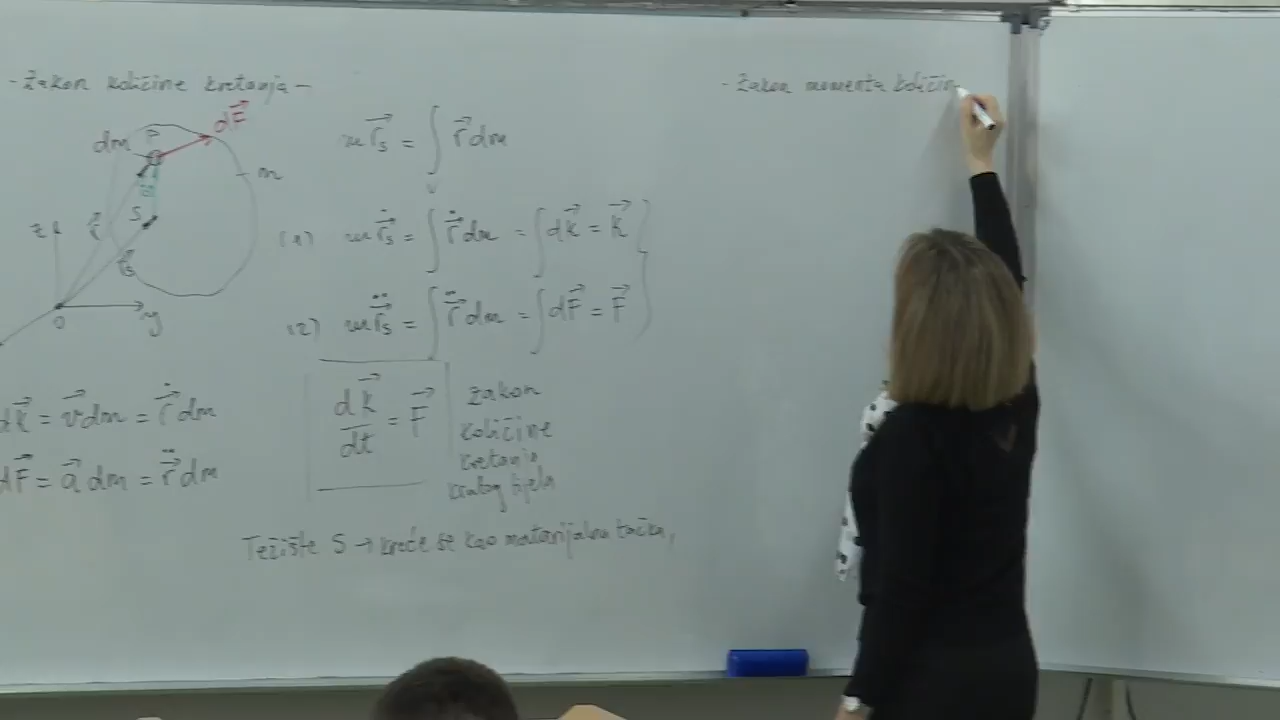 - Zakon količine kretanja -
dF⃗
dm P
m
S
z
r⃗
r⃗s
O y
m r⃗s = ∫ᵥ r⃗ dm
(1) m ṙ⃗s = ∫ ṙ⃗ dm = ∫ dK⃗ = K⃗
(2) m r̈⃗s = ∫ r̈⃗ dm = ∫ dF⃗ = F⃗
dK⃗ = v⃗ dm = ṙ⃗ dm
dF⃗ = a⃗ dm = r̈⃗ dm
dK⃗/dt = F⃗
zakon
količine
kretanja
krutog tijela
Težište S → kreće se kao materijalna tačka,
- Zakon momenta količin